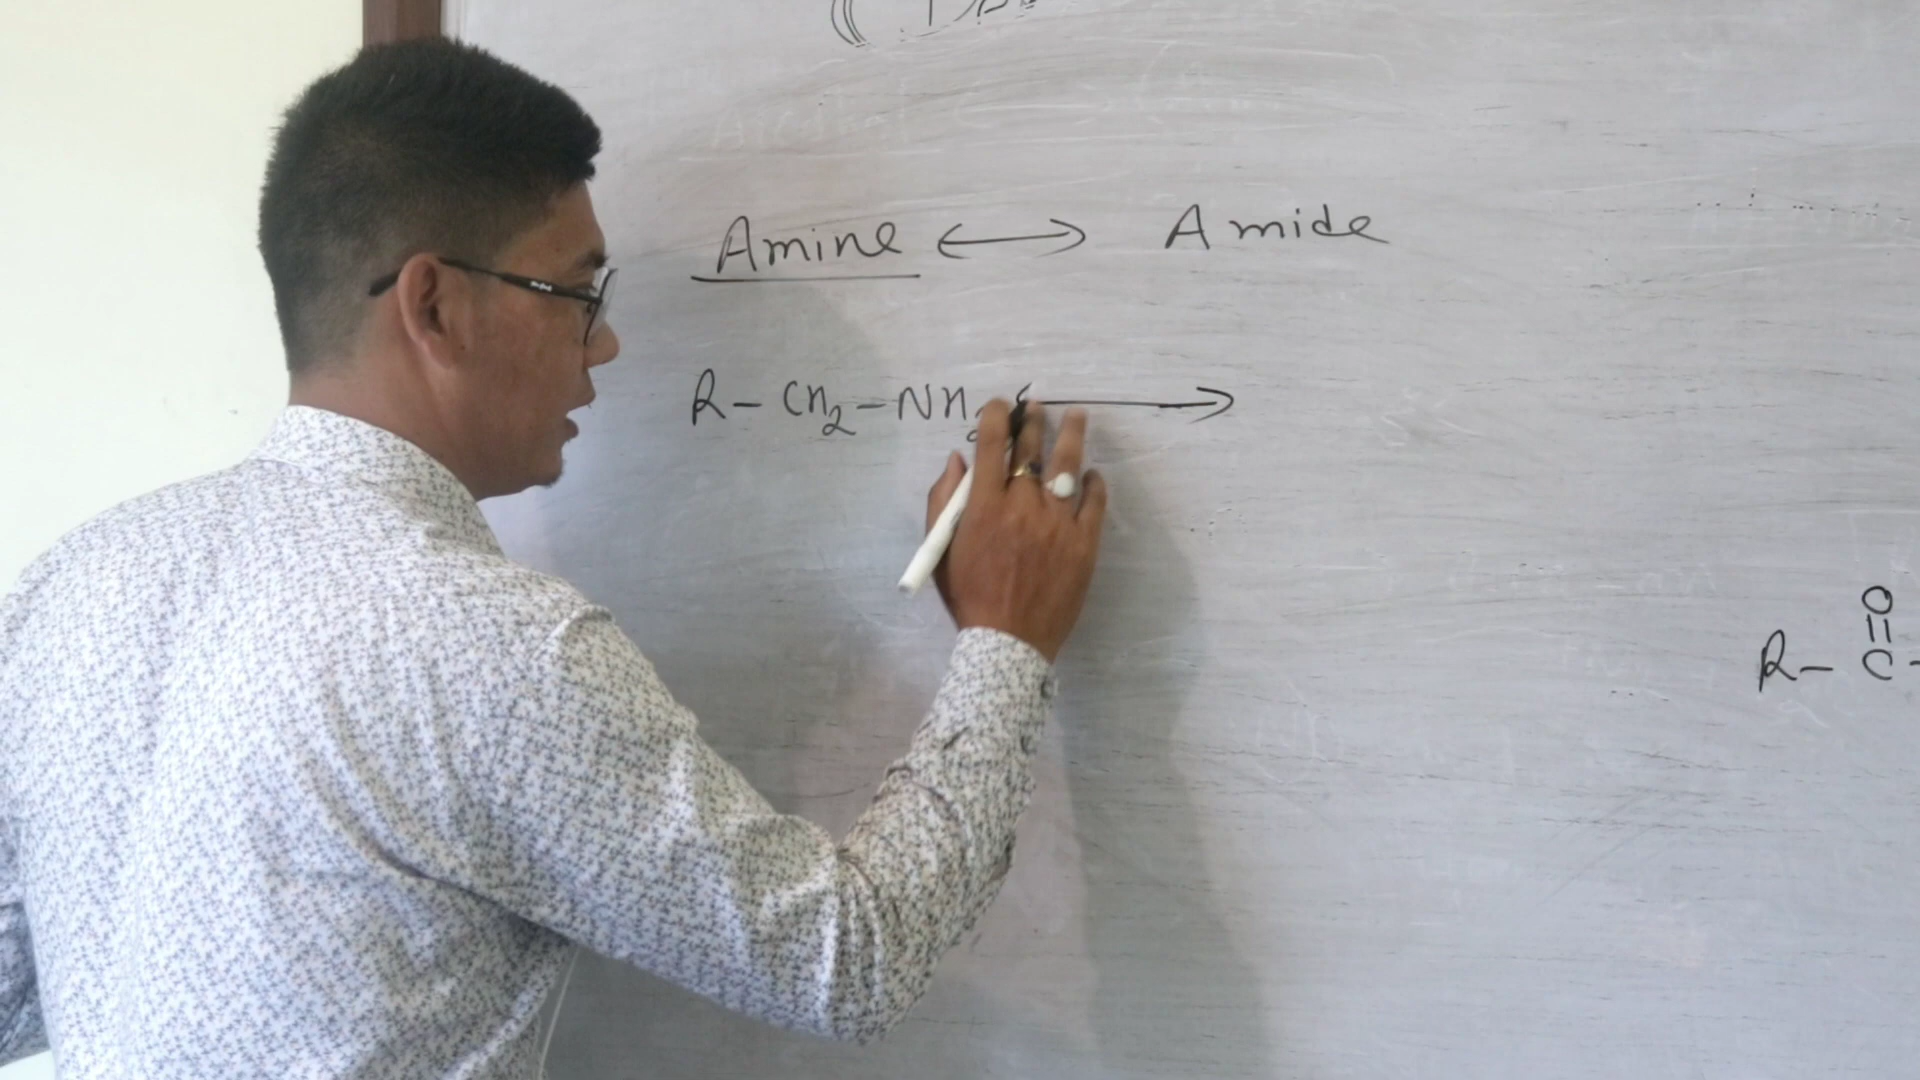 Amine ⟷ Amide
R – CH₂ – NH₂ ⟷
O
||
R – C –